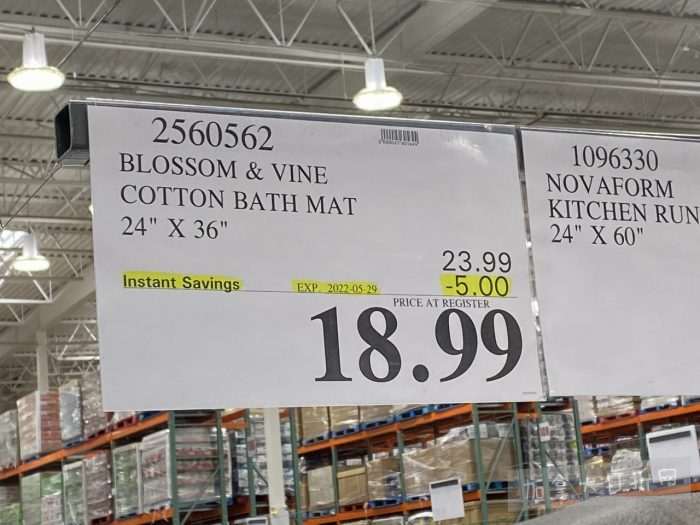 2560562
BLOSSOM & VINE
COTTON BATH MAT
24" X 36"
23.99
Instant Savings EXP. 2022-05-29 -5.00
PRICE AT REGISTER
18.99
1096330
NOVAFORM
KITCHEN RUN
24" X 60"